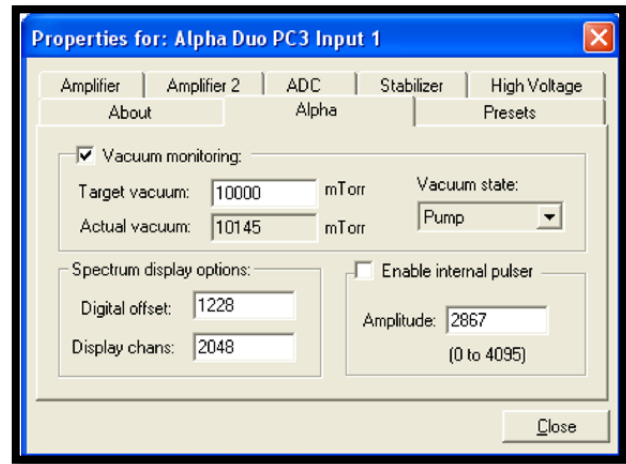 Properties for: Alpha Duo PC3 Input 1
Amplifier Amplifier 2 ADC Stabilizer High Voltage
About Alpha Presets
Vacuum monitoring:
Target vacuum: 10000 mTorr
Vacuum state:
Actual vacuum: 10145 mTorr
Pump
Spectrum display options:
Digital offset: 1228
Display chans: 2048
Enable internal pulser
Amplitude: 2867
(0 to 4095)
Close